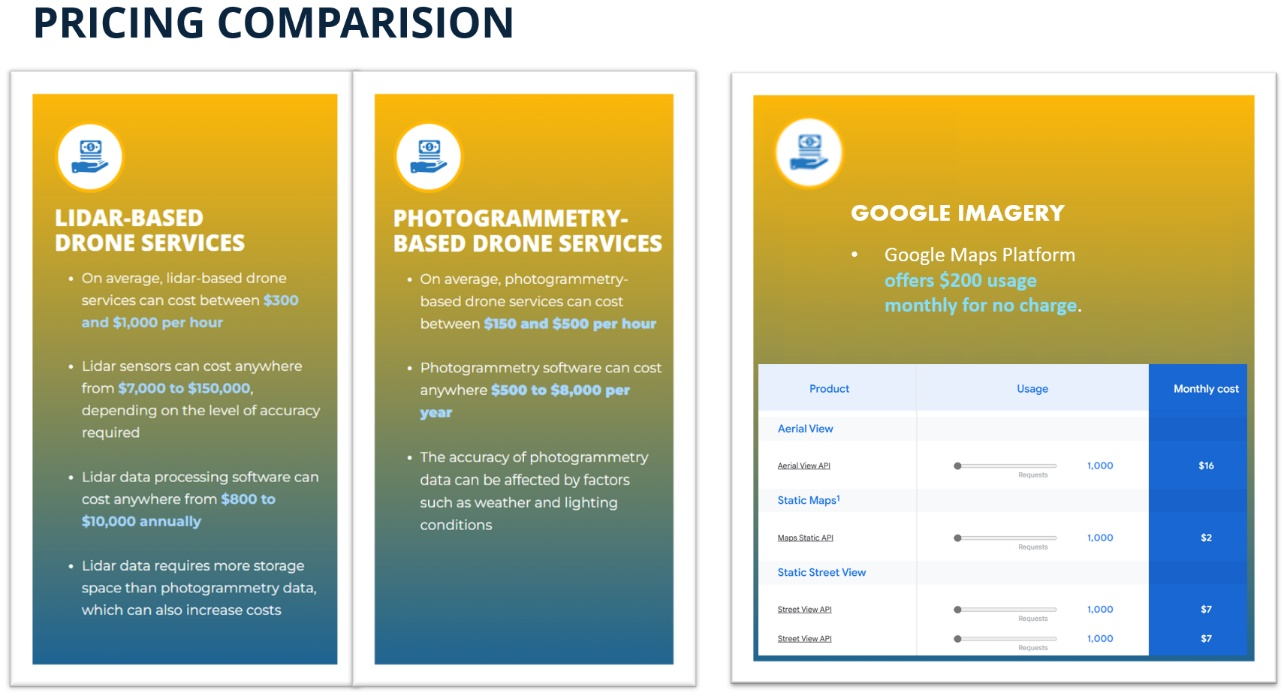 PRICING COMPARISION
LIDAR-BASED
DRONE SERVICES
• On average, lidar-based drone
services can cost between $300
and $1,000 per hour
• Lidar sensors can cost anywhere
from $7,000 to $150,000,
depending on the level of accuracy
required
• Lidar data processing software can
cost anywhere from $800 to
$10,000 annually
• Lidar data requires more storage
space than photogrammetry data,
which can also increase costs
PHOTOGRAMMETRY-
BASED DRONE SERVICES
• On average, photogrammetry-
based drone services can cost
between $150 and $500 per hour
• Photogrammetry software can cost
anywhere $500 to $8,000 per
year
• The accuracy of photogrammetry
data can be affected by factors
such as weather and lighting
conditions
GOOGLE IMAGERY
• Google Maps Platform
offers $200 usage
monthly for no charge.
Product Usage Monthly cost
Aerial View
Aerial View API 1,000 $16
Requests
Static Maps¹
Maps Static API 1,000 $2
Requests
Static Street View
Street View API 1,000 $7
Requests
Street View API 1,000 $7
Requests